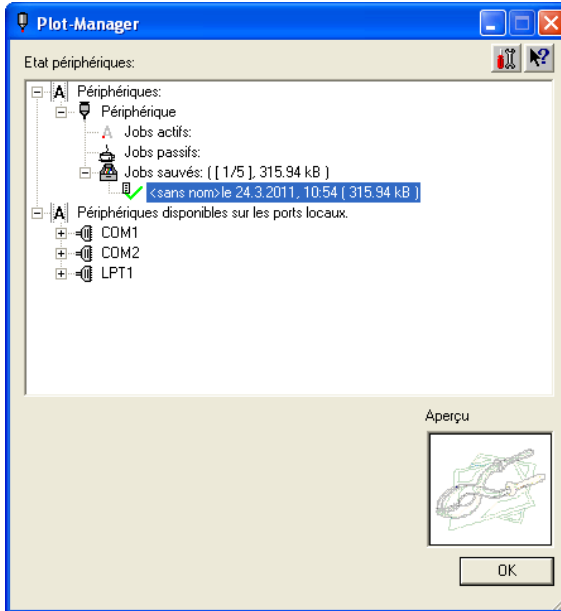 Plot-Manager
Etat périphériques:
Périphériques:
Périphérique
Jobs actifs:
Jobs passifs:
Jobs sauvés: ( [ 1/5 ], 315.94 kB )
<sans nom>le 24.3.2011, 10:54 ( 315.94 kB )
Périphériques disponibles sur les ports locaux.
COM1
COM2
LPT1
Aperçu
OK